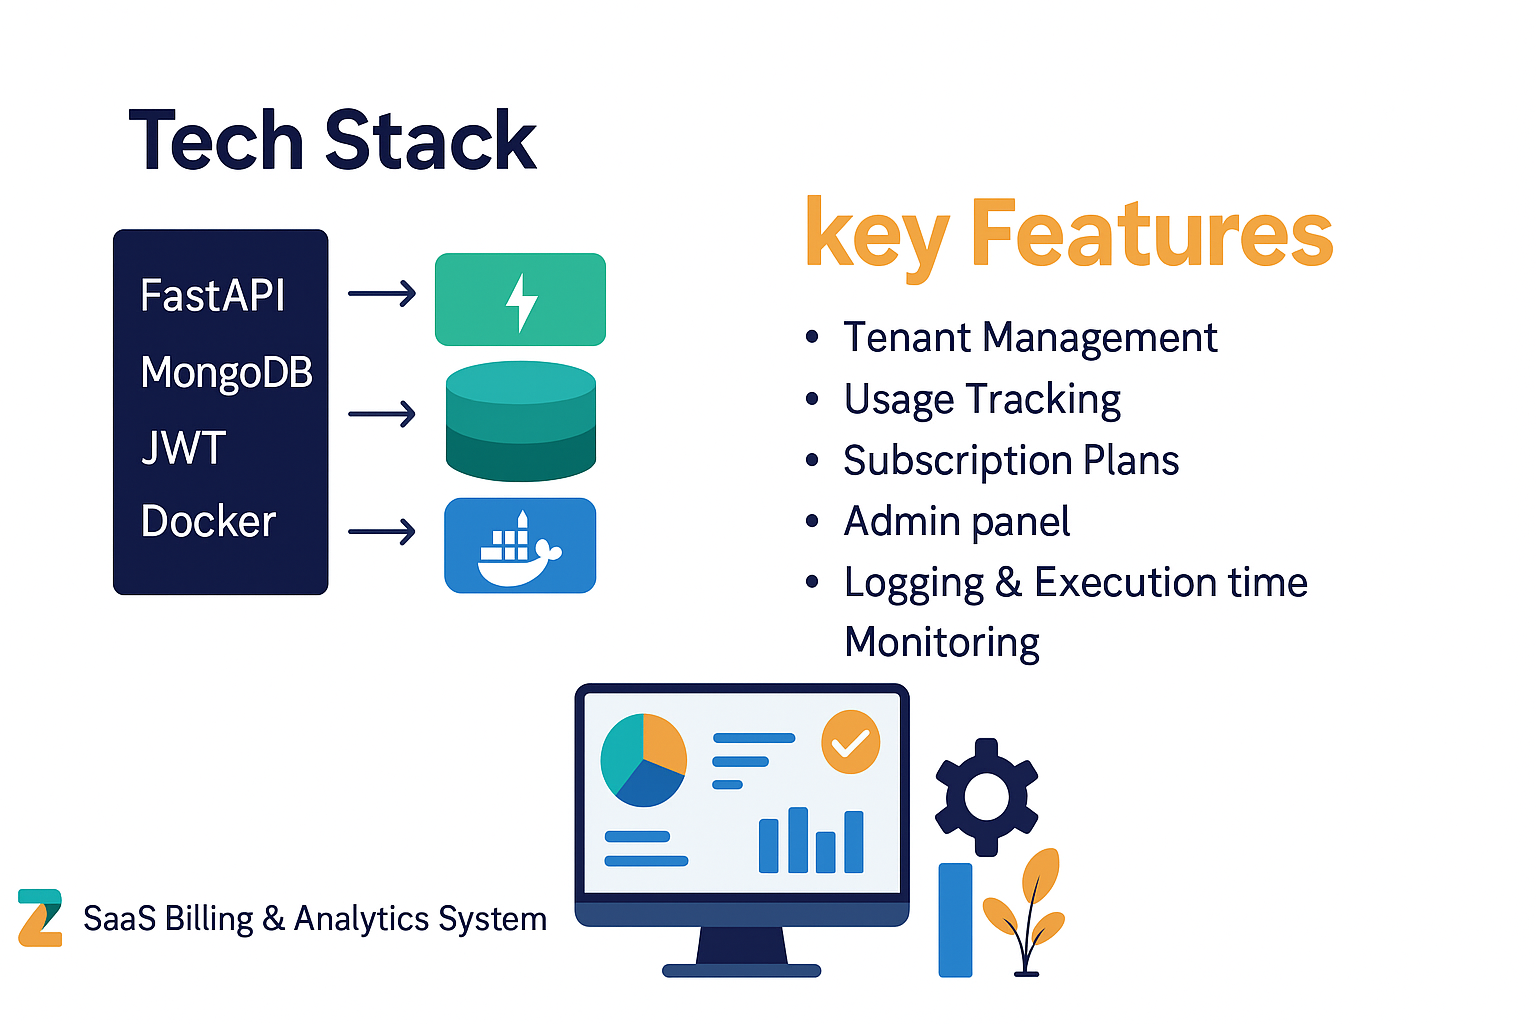 Tech Stack
FastAPI
MongoDB
JWT
Docker
key Features
• Tenant Management
• Usage Tracking
• Subscription Plans
• Admin panel
• Logging & Execution time
Monitoring
SaaS Billing & Analytics System